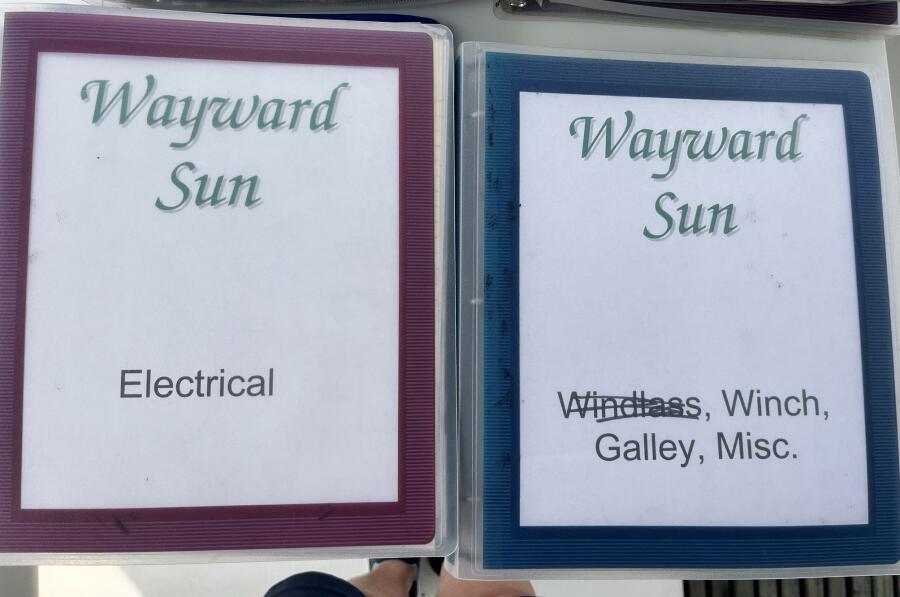 Wayward
Sun
Electrical
Wayward
Sun
Windlass, Winch,
Galley, Misc.